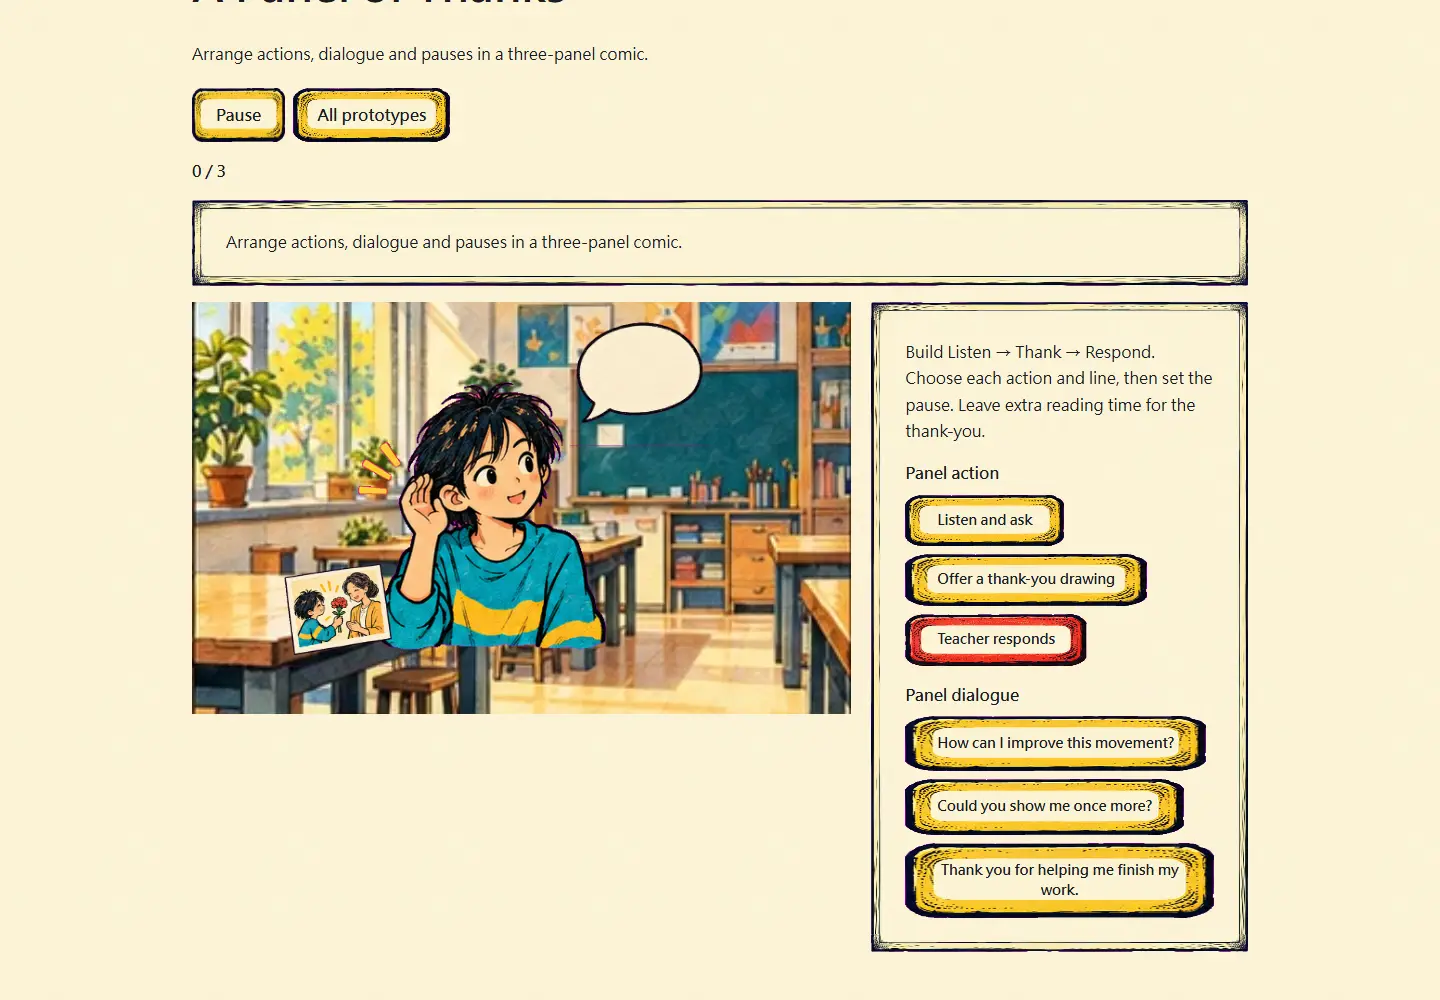 A Panel of Thanks
Arrange actions, dialogue and pauses in a three-panel comic.
Pause
All prototypes
0 / 3
Arrange actions, dialogue and pauses in a three-panel comic.
Build Listen → Thank → Respond.
Choose each action and line, then set the
pause. Leave extra reading time for the
thank-you.
Panel action
Listen and ask
Offer a thank-you drawing
Teacher responds
Panel dialogue
How can I improve this movement?
Could you show me once more?
Thank you for helping me finish my
work.